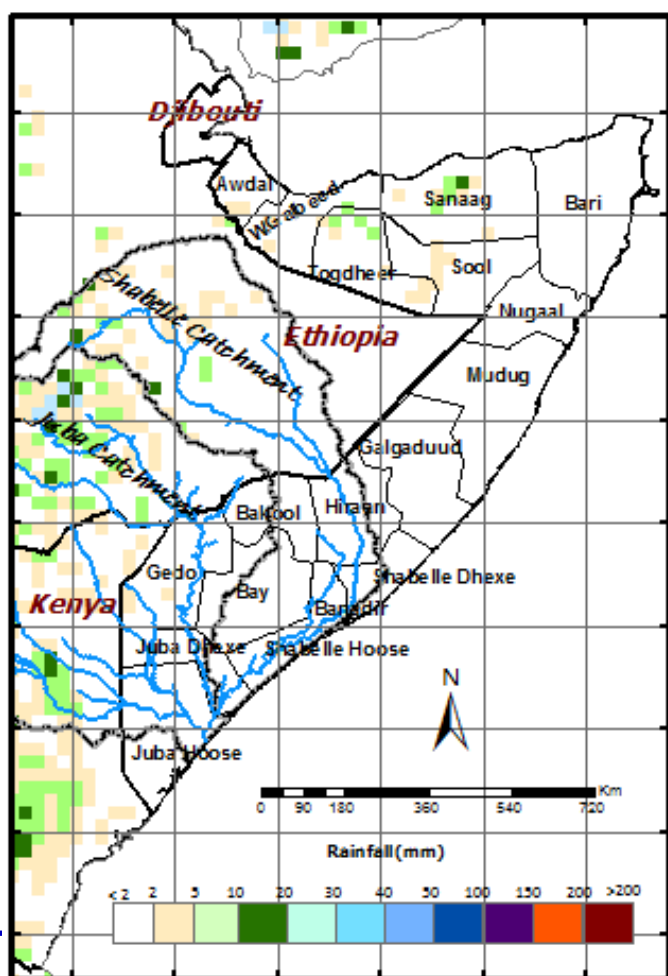 Djibouti
Awdal
WGalbeed
Sanaag
Bari
Togdheer
Sool
Shabelle Catchment
Ethiopia
Nugaal
Mudug
Juba Catchment
Galgaduud
Bakool
Hiraan
Gedo
Shabelle Dhexe
Kenya
Bay
Banadir
Juba Dhexe
Shabelle Hoose
N
Juba Hoose
Km
0 90 180 360 540 720
Rainfall(mm)
< 2 2 5 10 20 30 40 50 100 150 200 >200